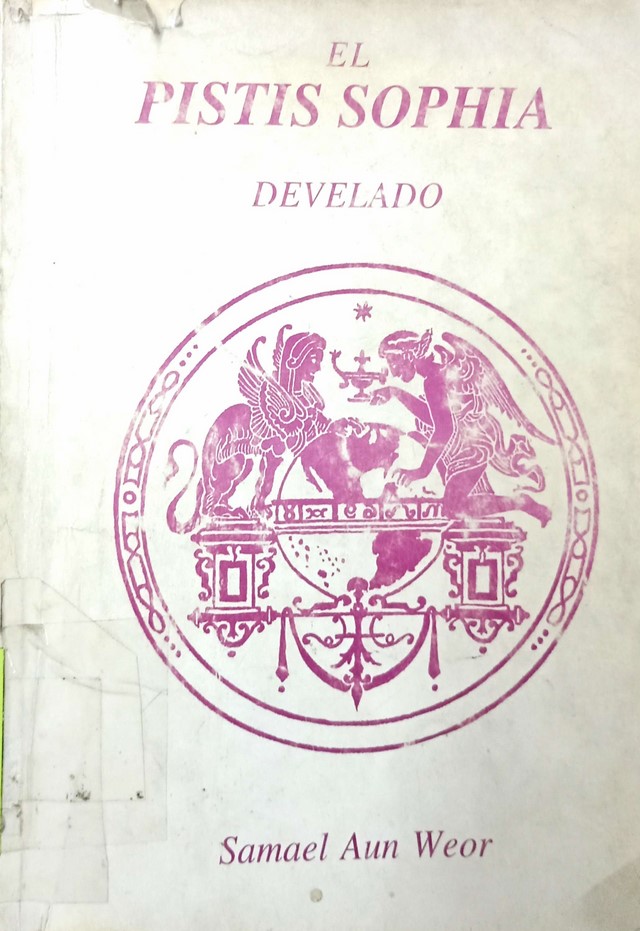 EL
PISTIS SOPHIA
DEVELADO
Samael Aun Weor